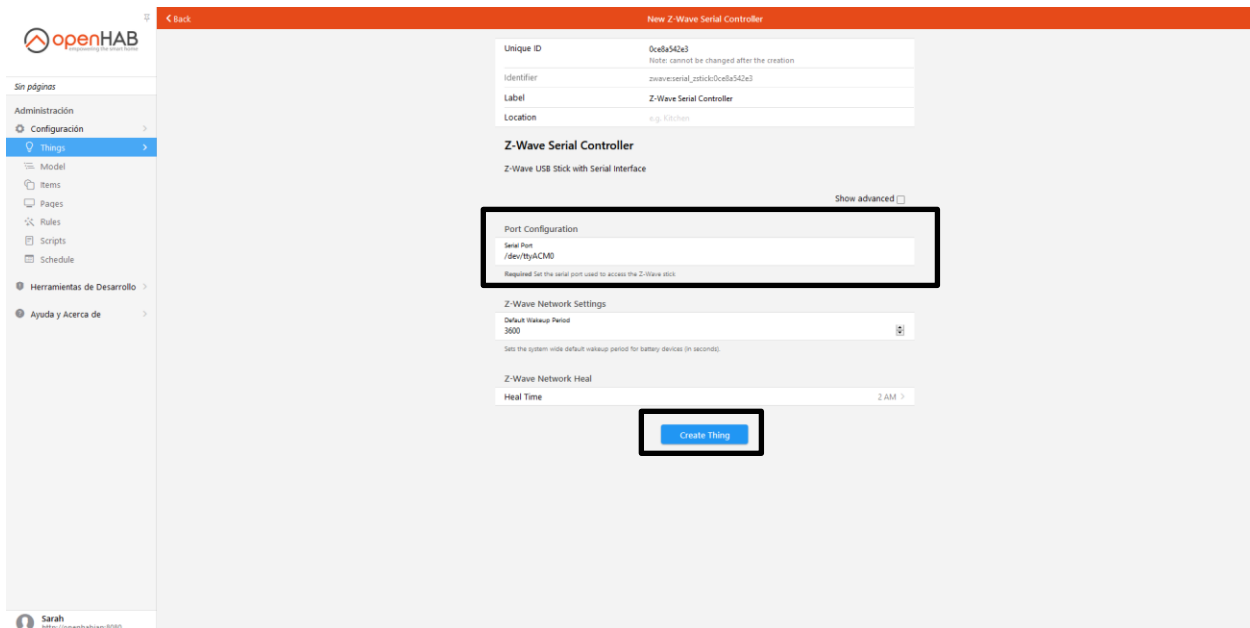 openHAB
empowering the smart home
Sin páginas
Administración
Configuración
Things
Model
Items
Pages
Rules
Scripts
Schedule
Herramientas de Desarrollo
Ayuda y Acerca de
Sarah
http://openhabian:8080
Back
New Z-Wave Serial Controller
Unique ID 0ce8a542e3
Note: cannot be changed after the creation
Identifier zwave:serial_zstick:0ce8a542e3
Label Z-Wave Serial Controller
Location e.g. Kitchen
Z-Wave Serial Controller
Z-Wave USB Stick with Serial Interface
Show advanced
Port Configuration
Serial Port
/dev/ttyACM0
Required Set the serial port used to access the Z-Wave stick
Z-Wave Network Settings
Default Wakeup Period
3600
Sets the system wide default wakeup period for battery devices (in seconds).
Z-Wave Network Heal
Heal Time 2 AM
Create Thing